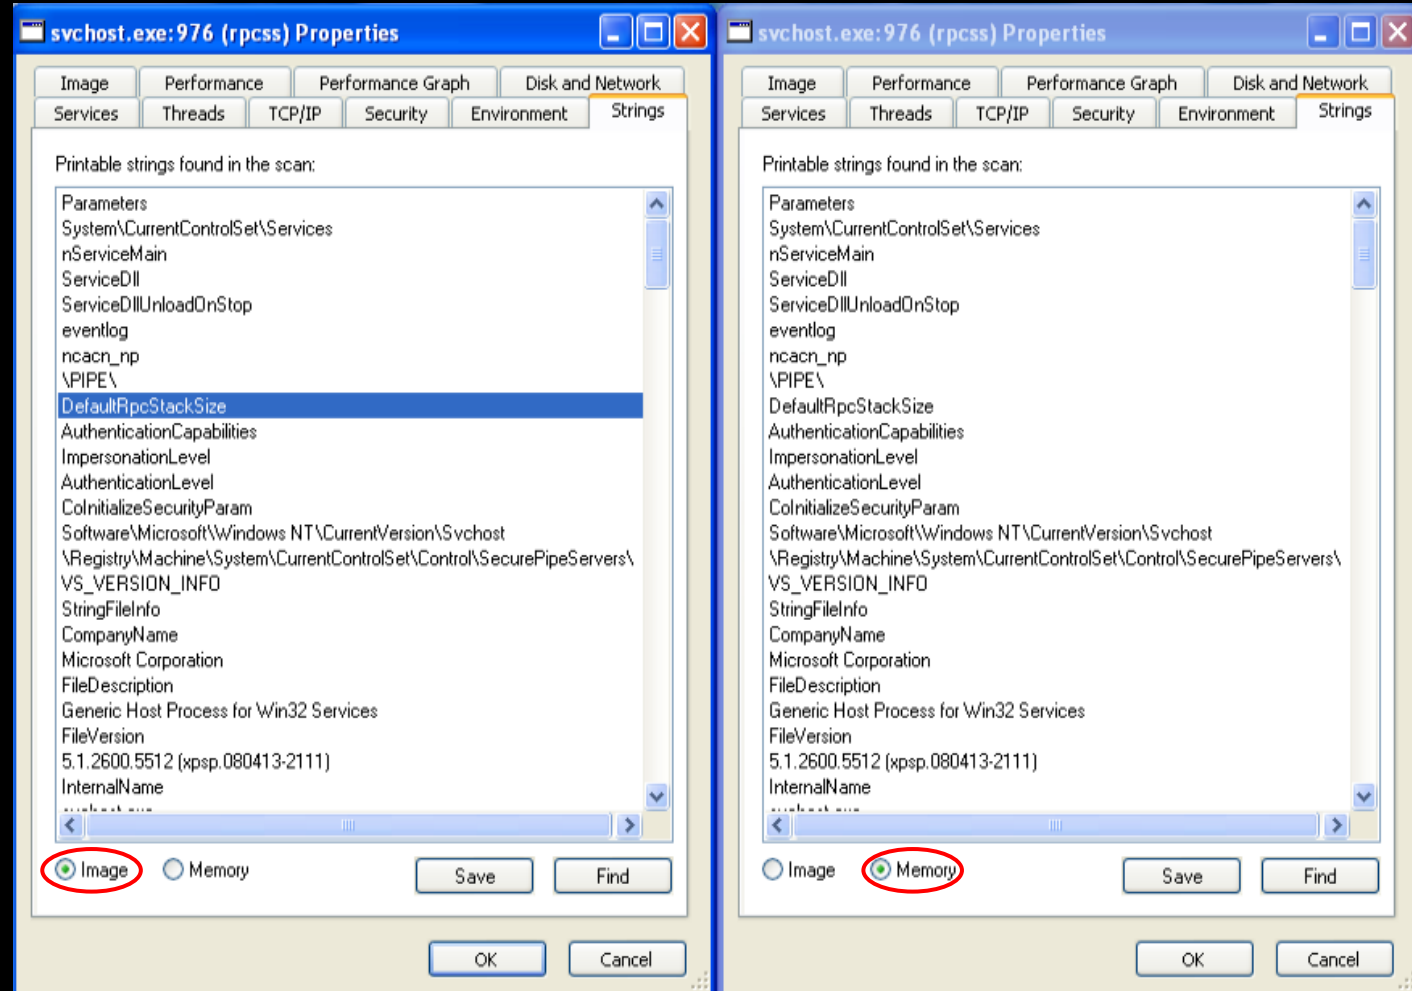 svchost.exe:976 (rpcss) Properties
Image Performance Performance Graph Disk and Network
Services Threads TCP/IP Security Environment Strings
Printable strings found in the scan:
Parameters
System\CurrentControlSet\Services
nServiceMain
ServiceDll
ServiceDllUnloadOnStop
eventlog
ncacn_np
\PIPE\
DefaultRpcStackSize
AuthenticationCapabilities
ImpersonationLevel
AuthenticationLevel
CoInitializeSecurityParam
Software\Microsoft\Windows NT\CurrentVersion\Svchost
\Registry\Machine\System\CurrentControlSet\Control\SecurePipeServers\
VS_VERSION_INFO
StringFileInfo
CompanyName
Microsoft Corporation
FileDescription
Generic Host Process for Win32 Services
FileVersion
5.1.2600.5512 (xpsp.080413-2111)
InternalName
Image Memory Save Find
OK Cancel
svchost.exe:976 (rpcss) Properties
Image Performance Performance Graph Disk and Network
Services Threads TCP/IP Security Environment Strings
Printable strings found in the scan:
Parameters
System\CurrentControlSet\Services
nServiceMain
ServiceDll
ServiceDllUnloadOnStop
eventlog
ncacn_np
\PIPE\
DefaultRpcStackSize
AuthenticationCapabilities
ImpersonationLevel
AuthenticationLevel
CoInitializeSecurityParam
Software\Microsoft\Windows NT\CurrentVersion\Svchost
\Registry\Machine\System\CurrentControlSet\Control\SecurePipeServers\
VS_VERSION_INFO
StringFileInfo
CompanyName
Microsoft Corporation
FileDescription
Generic Host Process for Win32 Services
FileVersion
5.1.2600.5512 (xpsp.080413-2111)
InternalName
Image Memory Save Find
OK Cancel